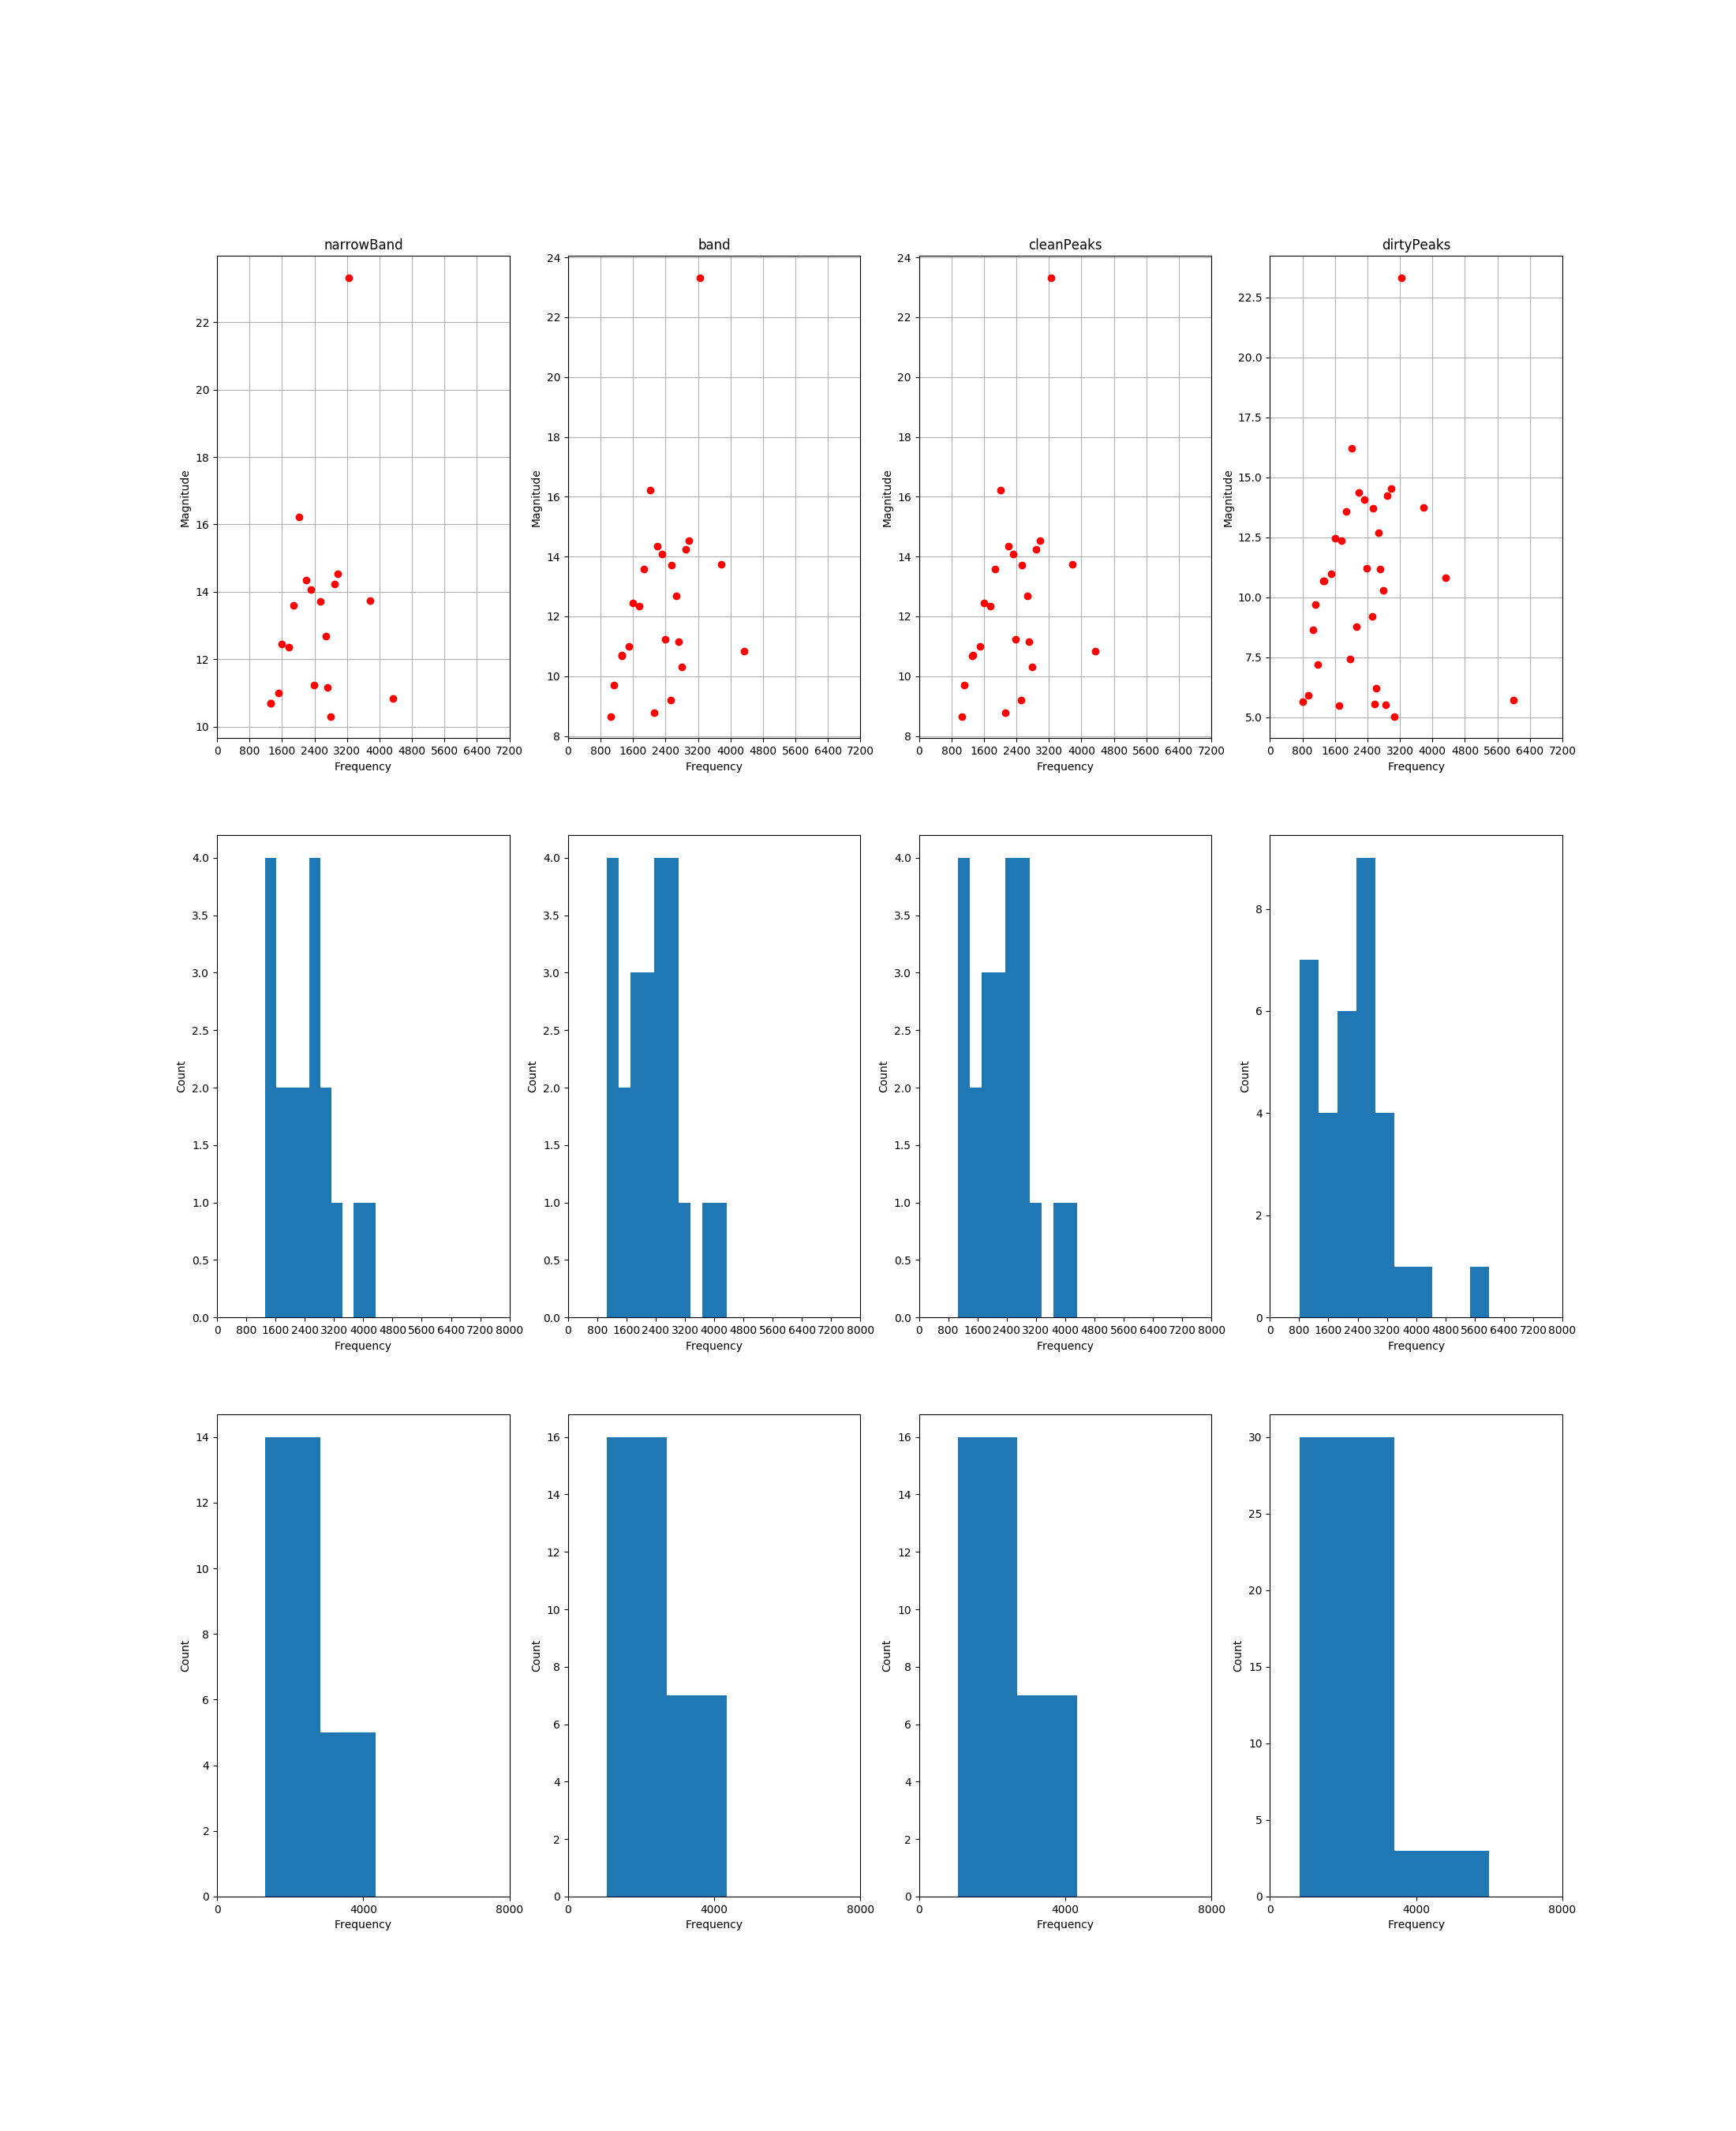 narrowBand band cleanPeaks dirtyPeaks
24 24
22.5
22 22 22
20 20 20 20.0
18 18 18 17.5
16 16 16 15.0
14 14 14 12.5
12 12 12 10.0
10 10 10 7.5
8 8 5.0
Magnitude Magnitude Magnitude Magnitude
0 800 1600 2400 3200 4000 4800 5600 6400 7200 0 800 1600 2400 3200 4000 4800 5600 6400 7200 0 800 1600 2400 3200 4000 4800 5600 6400 7200 0 800 1600 2400 3200 4000 4800 5600 6400 7200
Frequency Frequency Frequency Frequency
4.0 4.0 4.0
3.5 3.5 3.5 8
3.0 3.0 3.0
2.5 2.5 2.5 6
2.0 2.0 2.0 4
1.5 1.5 1.5
1.0 1.0 1.0 2
0.5 0.5 0.5
0.0 0.0 0.0 0
Count Count Count Count
0 800 1600 2400 3200 4000 4800 5600 6400 7200 8000 0 800 1600 2400 3200 4000 4800 5600 6400 7200 8000 0 800 1600 2400 3200 4000 4800 5600 6400 7200 8000 0 800 1600 2400 3200 4000 4800 5600 6400 7200 8000
Frequency Frequency Frequency Frequency
14 16 16 30
12 14 14 25
10 12 12 20
8 10 10 15
6 8 8 10
4 6 6 5
2 4 4
2 2
0 0 0 0
Count Count Count Count
0 4000 8000 0 4000 8000 0 4000 8000 0 4000 8000
Frequency Frequency Frequency Frequency